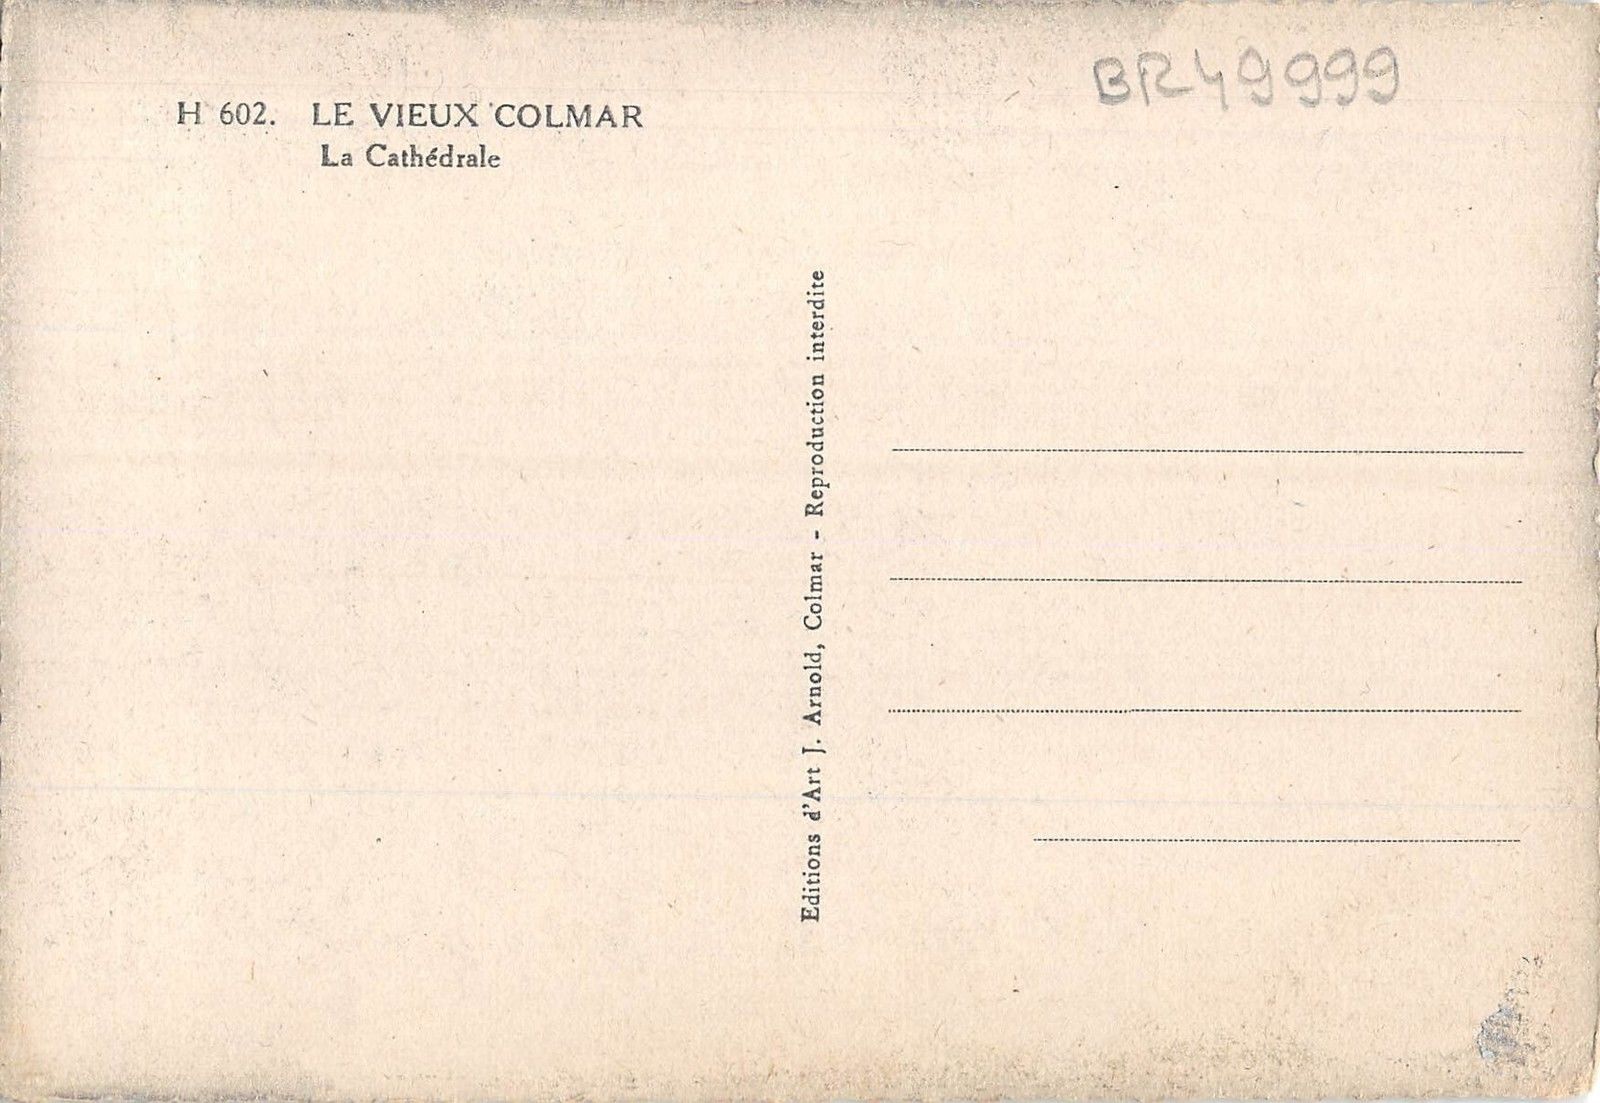 BR49999
H 602. LE VIEUX COLMAR
La Cathédrale
Editions d'Art J. Arnold, Colmar - Reproduction interdite